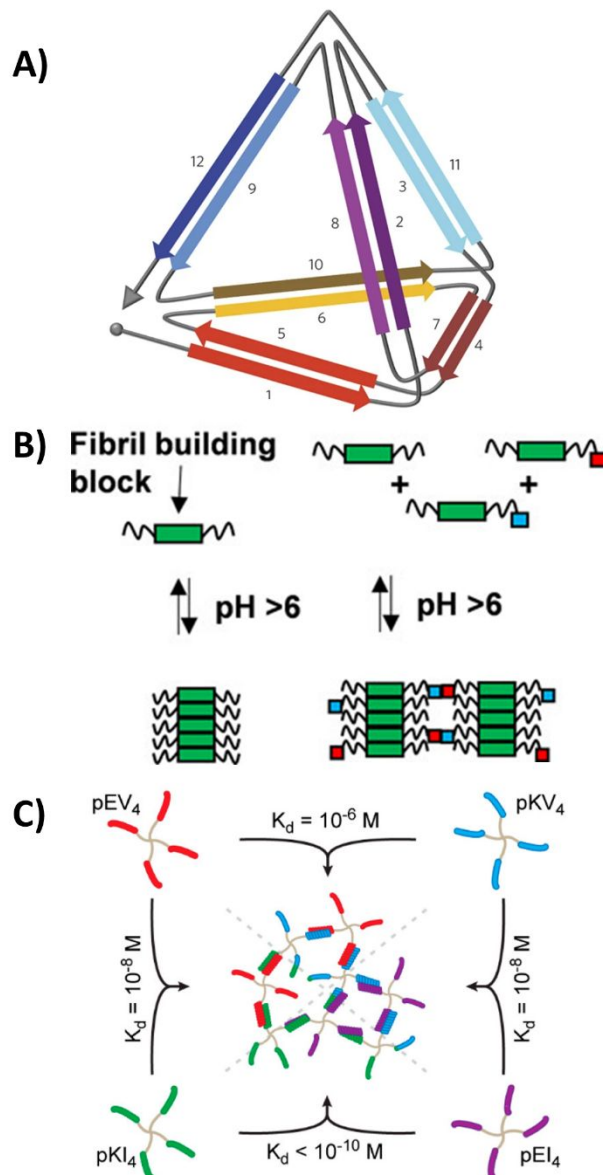 A)
12
9
8
2
3
11
10
6
5
7
4
1
B)
Fibril building
block
+
+
pH >6
pH >6
C)
pEV4
Kd = 10-6 M
pKV4
Kd = 10-8 M
Kd = 10-8 M
pKI4
Kd < 10-10 M
pEI4